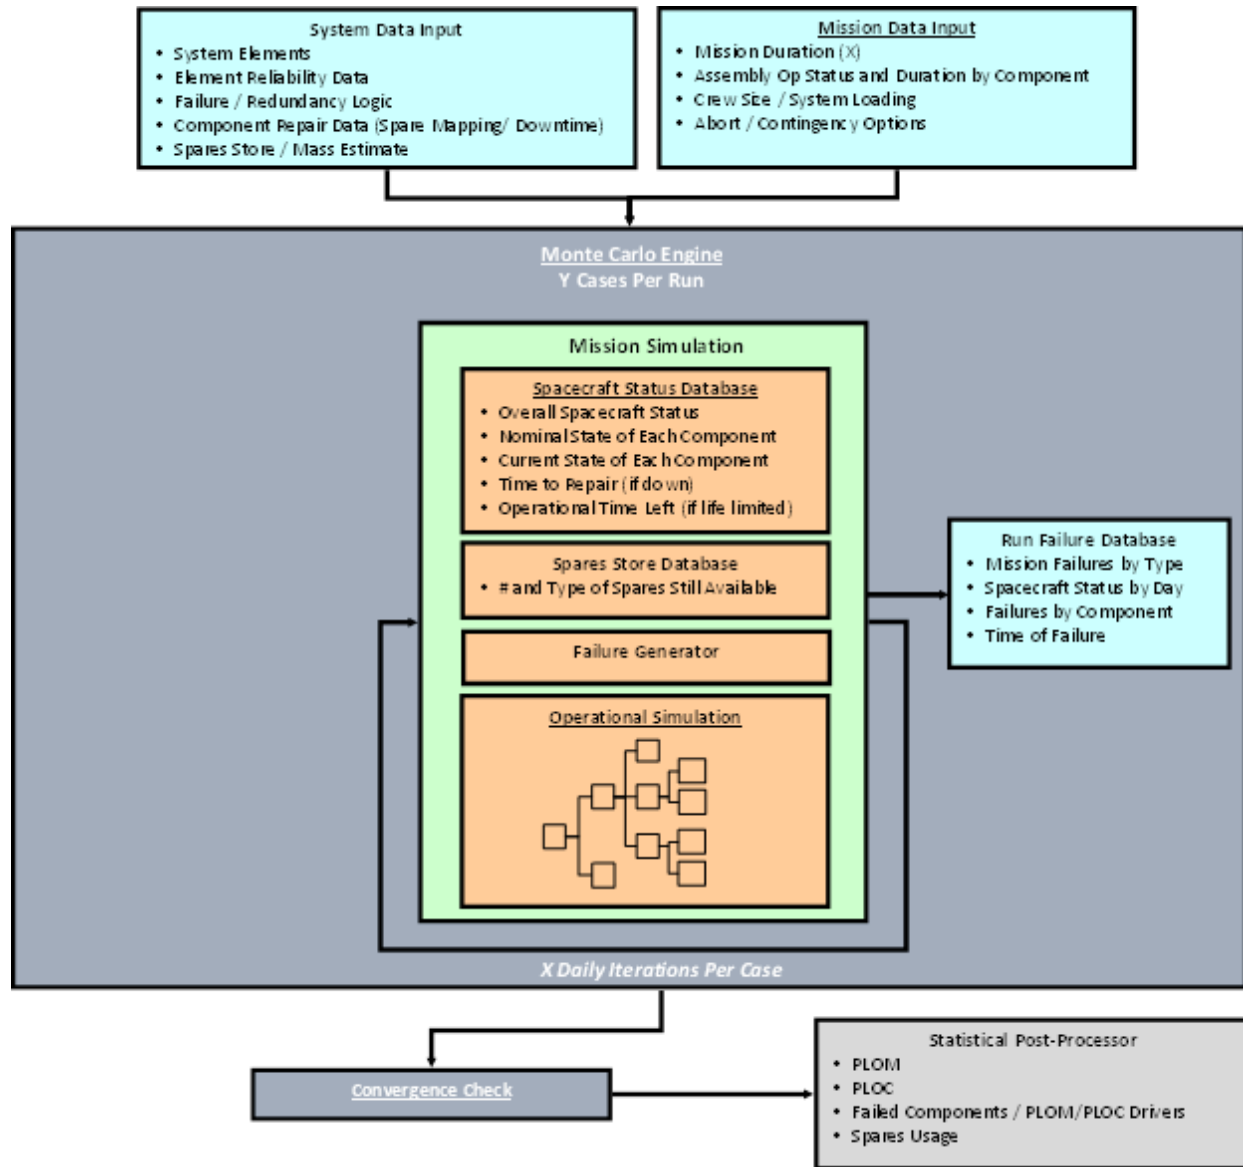 System Data Input
• System Elements
• Element Reliability Data
• Failure / Redundancy Logic
• Component Repair Data (Spare Mapping/ Downtime)
• Spares Store / Mass Estimate
Mission Data Input
• Mission Duration (X)
• Assembly Op Status and Duration by Component
• Crew Size / System Loading
• Abort / Contingency Options
Monte Carlo Engine
Y Cases Per Run
Mission Simulation
Spacecraft Status Database
• Overall Spacecraft Status
• Nominal State of Each Component
• Current State of Each Component
• Time to Repair (if down)
• Operational Time Left (if life limited)
Spares Store Database
• # and Type of Spares Still Available
Failure Generator
Operational Simulation
Run Failure Database
• Mission Failures by Type
• Spacecraft Status by Day
• Failures by Component
• Time of Failure
X Daily Iterations Per Case
Convergence Check
Statistical Post-Processor
• PLOM
• PLOC
• Failed Components / PLOM/PLOC Drivers
• Spares Usage